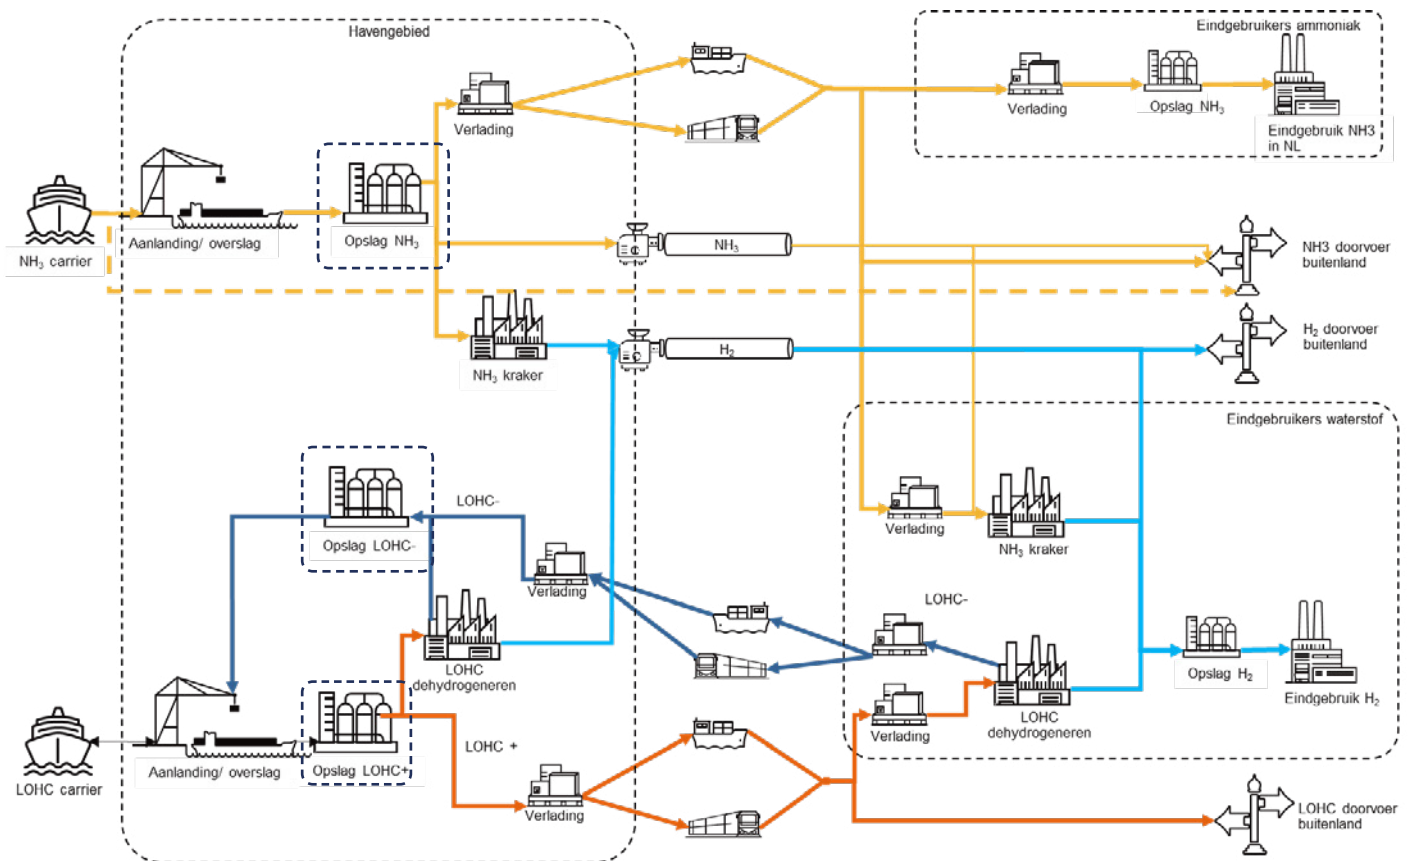 Havengebied
Eindgebruikers ammoniak
Verlading
Verlading
Opslag NH₃
Eindgebruik NH3
in NL
NH₃ carrier
Aanlanding/ overslag
Opslag NH₃
NH₃
NH3 doorvoer
buitenland
NH₃ kraker
H₂
H₂ doorvoer
buitenland
Eindgebruikers waterstof
LOHC-
Opslag LOHC-
Verlading
Verlading
NH₃ kraker
LOHC-
LOHC
dehydrogeneren
Opslag H₂
Eindgebruik H₂
LOHC carrier
Aanlanding/ overslag
Opslag LOHC+
LOHC +
Verlading
Verlading
LOHC
dehydrogeneren
LOHC doorvoer
buitenland